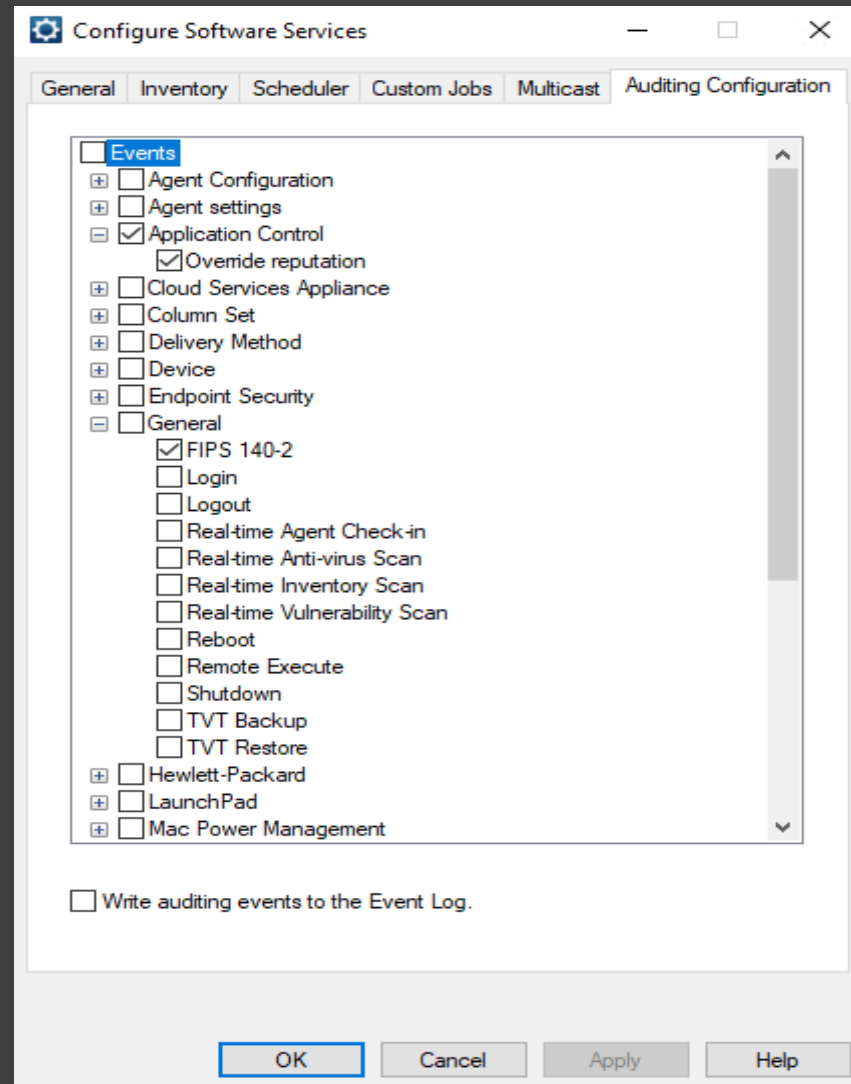 Configure Software Services
General Inventory Scheduler Custom Jobs Multicast Auditing Configuration
Events
Agent Configuration
Agent settings
Application Control
Override reputation
Cloud Services Appliance
Column Set
Delivery Method
Device
Endpoint Security
General
FIPS 140-2
Login
Logout
Real-time Agent Check-in
Real-time Anti-virus Scan
Real-time Inventory Scan
Real-time Vulnerability Scan
Reboot
Remote Execute
Shutdown
TVT Backup
TVT Restore
Hewlett-Packard
LaunchPad
Mac Power Management
Write auditing events to the Event Log.
OK Cancel Apply Help